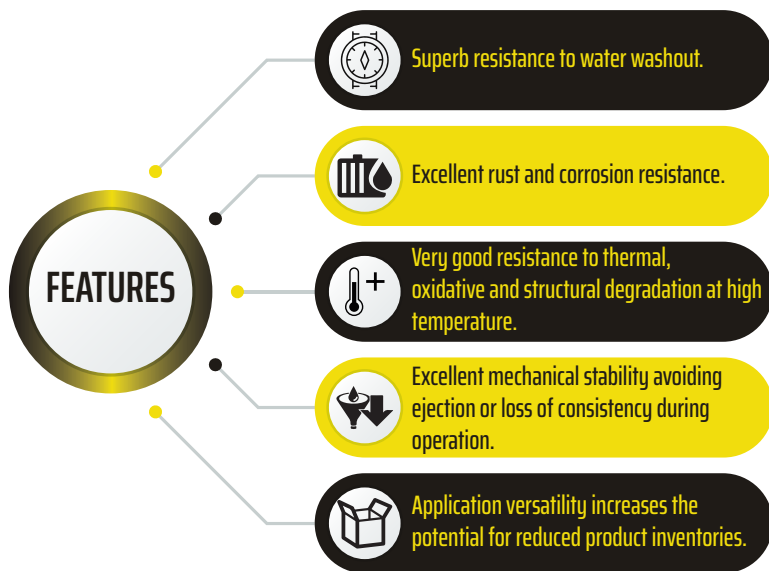 FEATURES
Superb resistance to water washout.
Excellent rust and corrosion resistance.
Very good resistance to thermal,
oxidative and structural degradation at high
temperature.
Excellent mechanical stability avoiding
ejection or loss of consistency during
operation.
Application versatility increases the
potential for reduced product inventories.